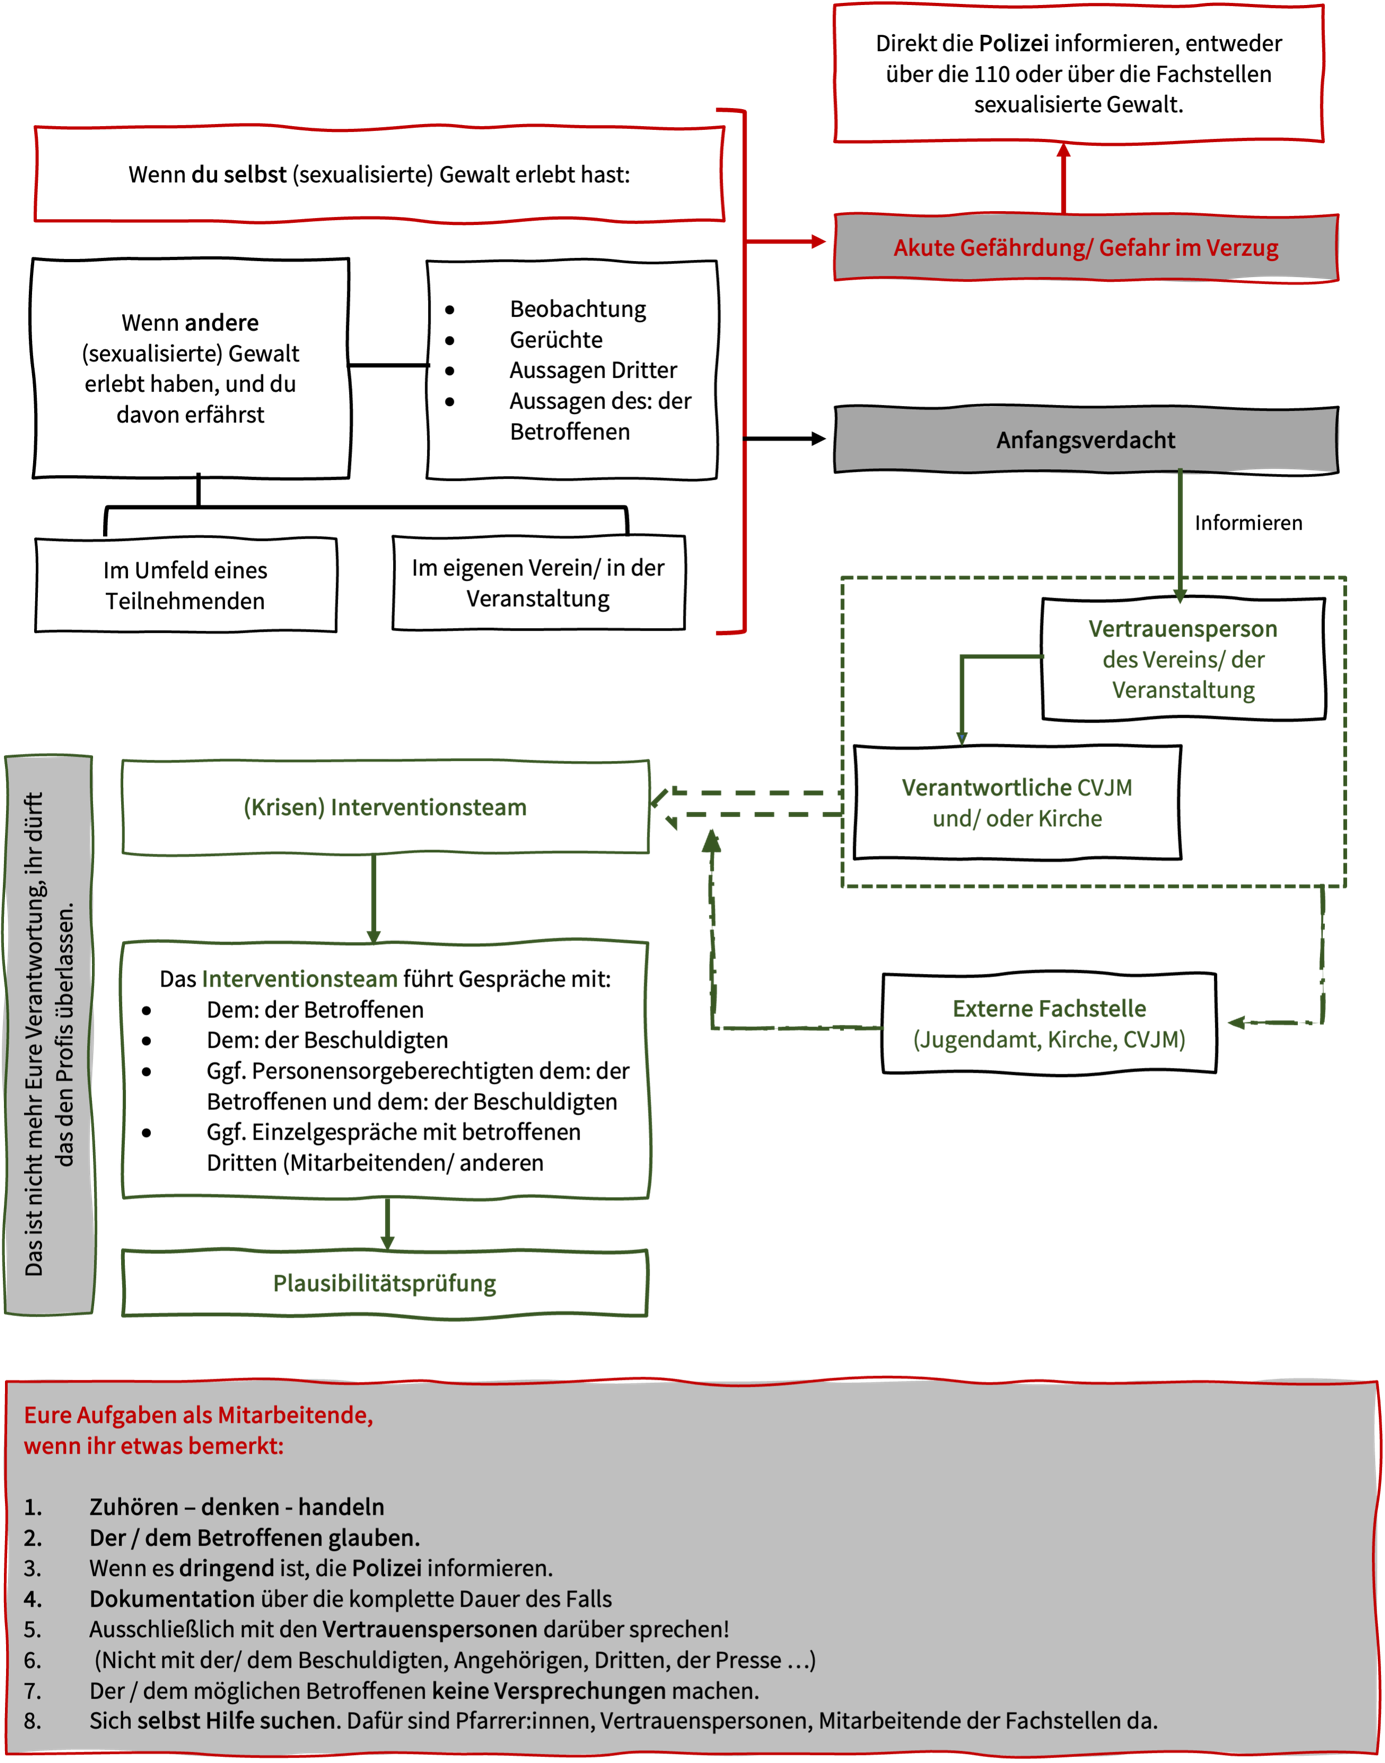 Direkt die Polizei informieren, entweder
über die 110 oder über die Fachstellen
sexualisierte Gewalt.
Wenn du selbst (sexualisierte) Gewalt erlebt hast:
Akute Gefährdung/ Gefahr im Verzug
Wenn andere
(sexualisierte) Gewalt
erlebt haben, und du
davon erfährst
• Beobachtung
• Gerüchte
• Aussagen Dritter
• Aussagen des: der
Betroffenen
Anfangsverdacht
Informieren
Im Umfeld eines
Teilnehmenden
Im eigenen Verein/ in der
Veranstaltung
Vertrauensperson
des Vereins/ der
Veranstaltung
Verantwortliche CVJM
und/ oder Kirche
(Krisen) Interventionsteam
Das ist nicht mehr Eure Verantwortung, ihr dürft
das den Profis überlassen.
Das Interventionsteam führt Gespräche mit:
• Dem: der Betroffenen
• Dem: der Beschuldigten
• Ggf. Personensorgeberechtigten dem: der
Betroffenen und dem: der Beschuldigten
• Ggf. Einzelgespräche mit betroffenen
Dritten (Mitarbeitenden/ anderen
Externe Fachstelle
(Jugendamt, Kirche, CVJM)
Plausibilitätsprüfung
Eure Aufgaben als Mitarbeitende,
wenn ihr etwas bemerkt:
1. Zuhören – denken - handeln
2. Der / dem Betroffenen glauben.
3. Wenn es dringend ist, die Polizei informieren.
4. Dokumentation über die komplette Dauer des Falls
5. Ausschließlich mit den Vertrauenspersonen darüber sprechen!
6. (Nicht mit der/ dem Beschuldigten, Angehörigen, Dritten, der Presse …)
7. Der / dem möglichen Betroffenen keine Versprechungen machen.
8. Sich selbst Hilfe suchen. Dafür sind Pfarrer:innen, Vertrauenspersonen, Mitarbeitende der Fachstellen da.